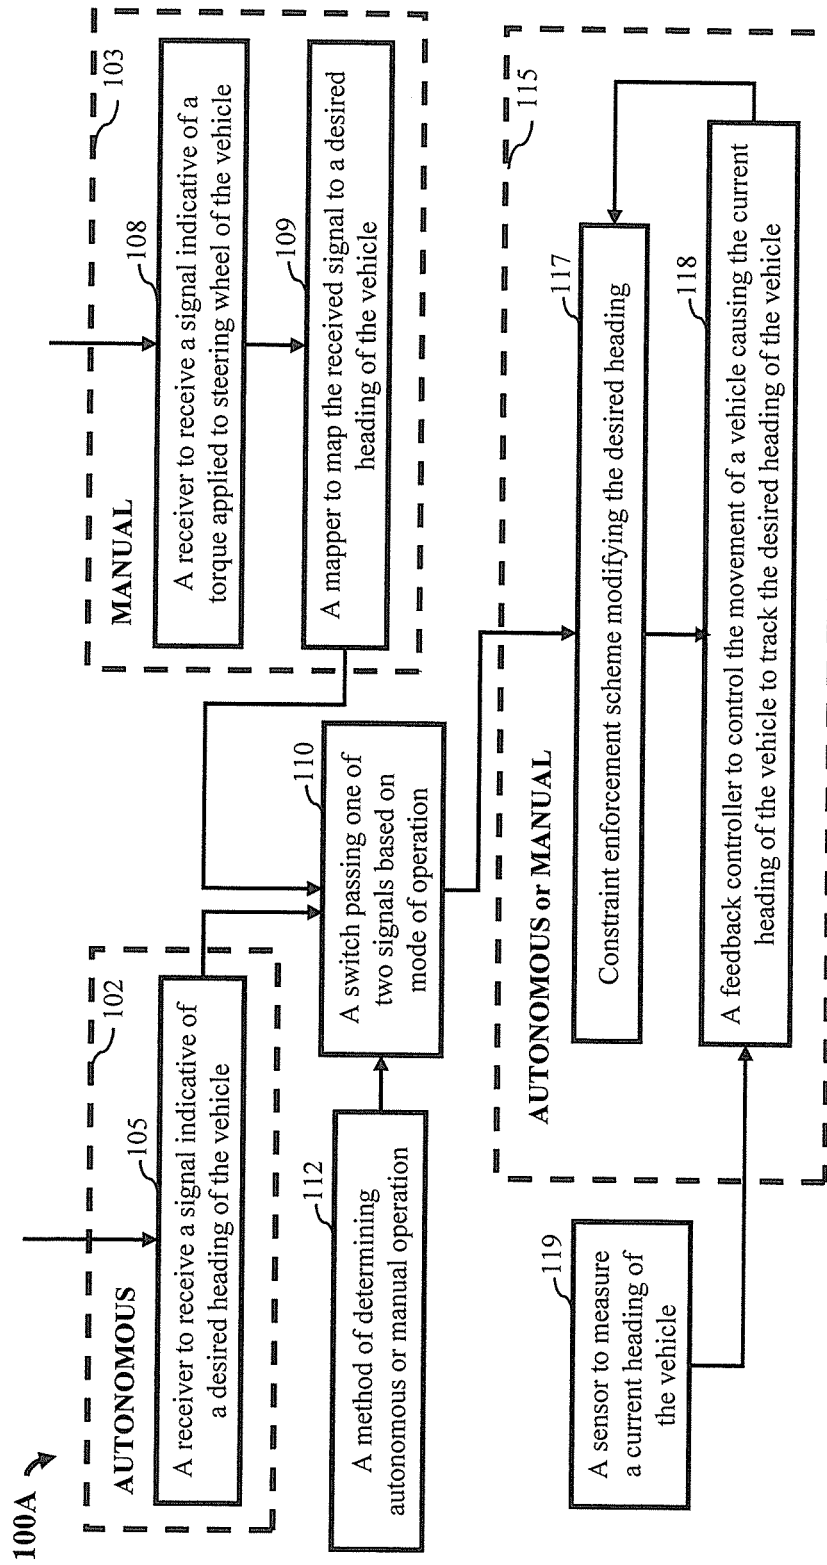 100A
AUTONOMOUS
102
105
A receiver to receive a signal indicative of
a desired heading of the vehicle
MANUAL
103
108
A receiver to receive a signal indicative of a
torque applied to steering wheel of the vehicle
109
A mapper to map the received signal to a desired
heading of the vehicle
112
A method of determining
autonomous or manual operation
110
A switch passing one of
two signals based on
mode of operation
AUTONOMOUS or MANUAL
115
117
Constraint enforcement scheme modifying the desired heading
118
A feedback controller to control the movement of a vehicle causing the current
heading of the vehicle to track the desired heading of the vehicle
119
A sensor to measure
a current heading of
the vehicle